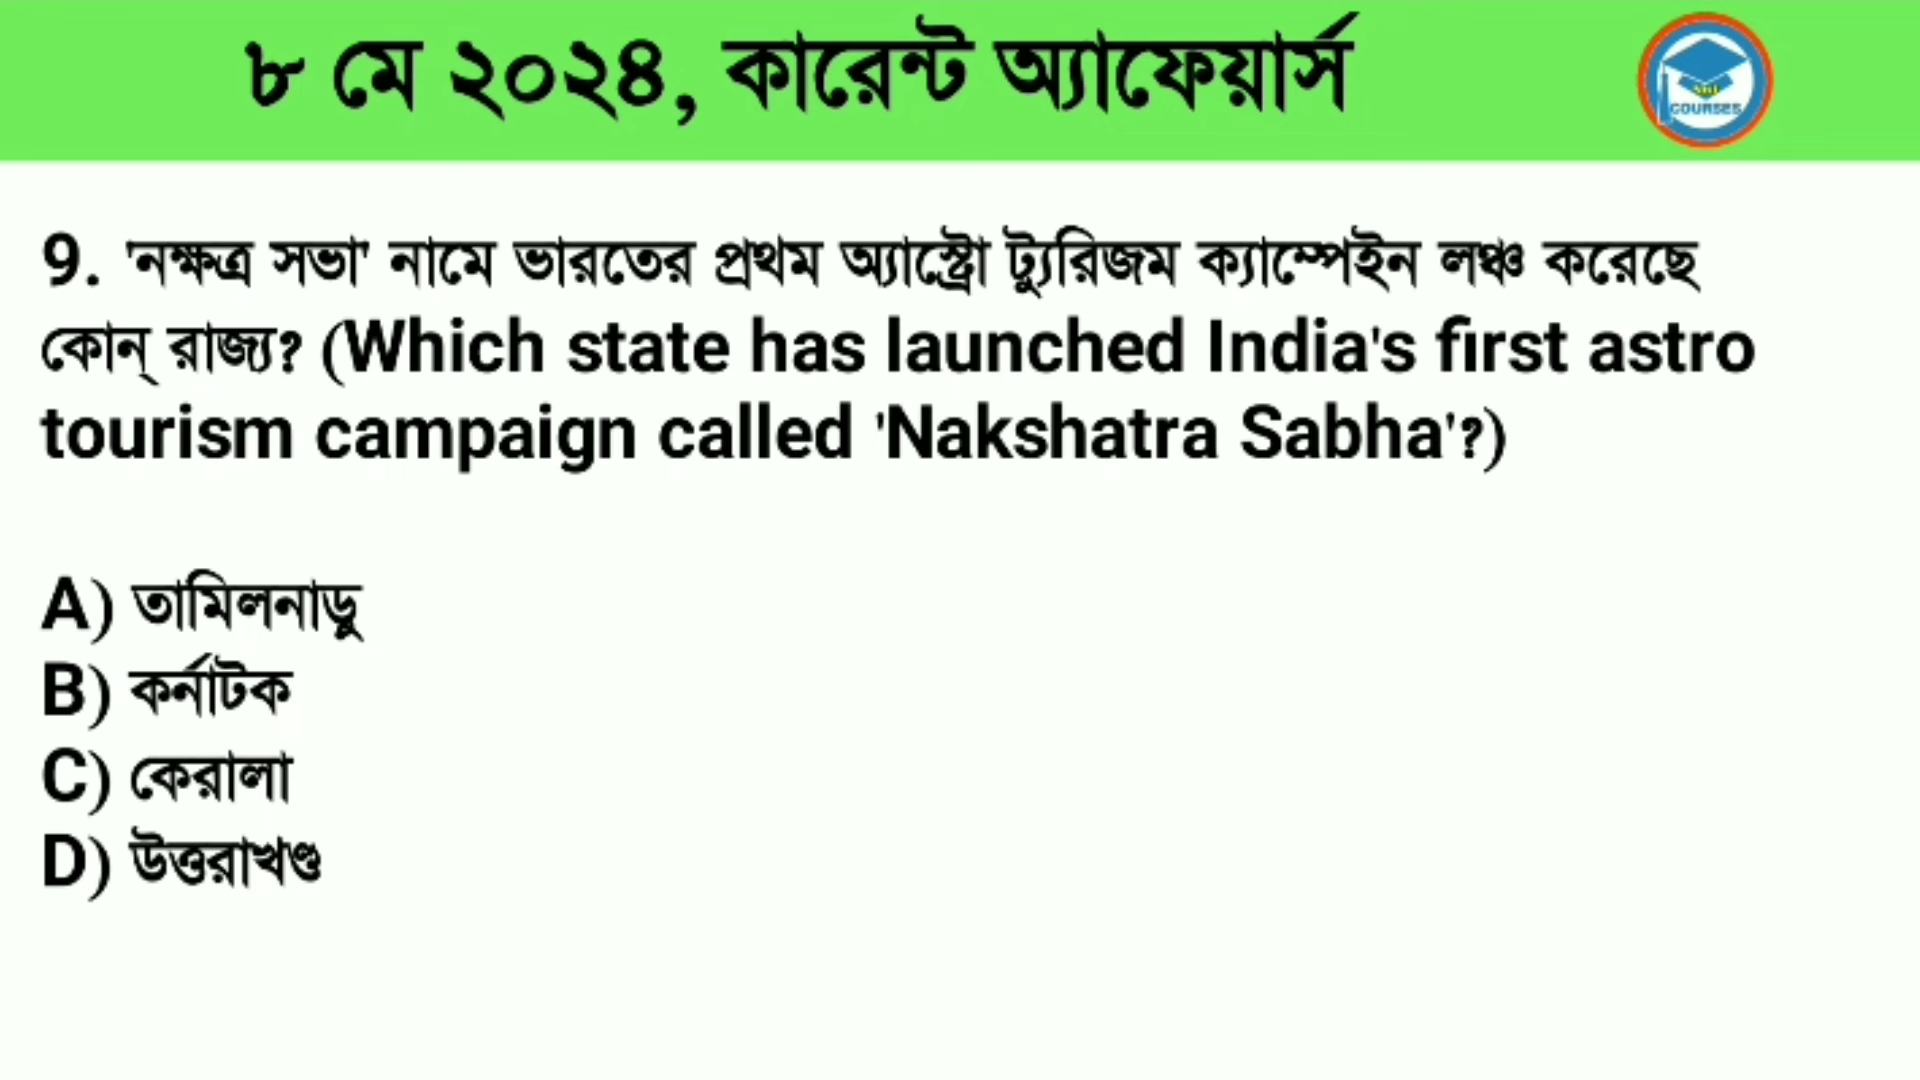 ৮ মে ২০২৪, কারেন্ট অ্যাফেয়ার্স
COURSES
9. 'নক্ষত্র সভা' নামে ভারতের প্রথম অ্যাস্ট্রো ট্যুরিজম ক্যাম্পেইন লঞ্চ করেছে
কোন্ রাজ্য? (Which state has launched India's first astro
tourism campaign called 'Nakshatra Sabha'?)
A) তামিলনাড়ু
B) কর্নাটক
C) কেরালা
D) উত্তরাখণ্ড